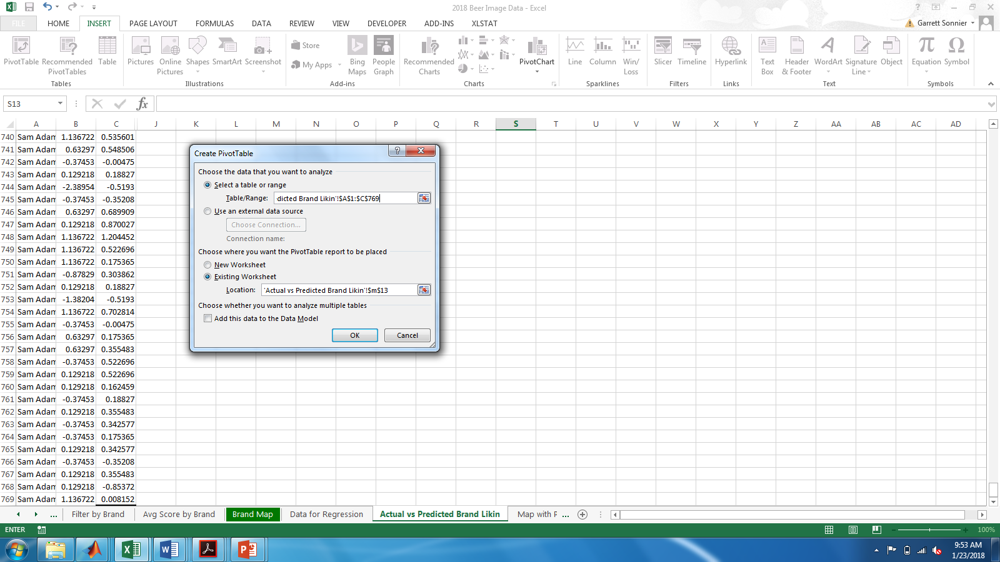 2018 Beer Image Data - Excel
FILE HOME INSERT PAGE LAYOUT FORMULAS DATA REVIEW VIEW DEVELOPER ADD-INS XLSTAT Garrett Sonnier
PivotTable Recommended PivotTables Table
Tables
Pictures Online Pictures Shapes SmartArt Screenshot
Illustrations
Store
My Apps
Bing Maps People Graph
Add-ins
Recommended Charts PivotChart
Charts
Line Column Win/ Loss
Sparklines
Slicer Timeline
Filters
Hyperlink
Links
Text Box Header & Footer WordArt Signature Line Object
Text
Equation Symbol
Symbols
S13 fx
A B C J K L M N O P Q R S T U V W X Y Z AA AB AC AD
740 Sam Adam 1.136722 0.535601
741 Sam Adam 0.63297 0.548506
742 Sam Adam -0.37453 -0.00475
743 Sam Adam 0.129218 0.18827
744 Sam Adam -2.38954 -0.5193
745 Sam Adam -0.37453 -0.35208
746 Sam Adam 0.63297 0.689909
747 Sam Adam 0.129218 0.870027
748 Sam Adam 1.136722 1.204452
749 Sam Adam 1.136722 0.522696
750 Sam Adam 1.136722 0.175365
751 Sam Adam -0.87829 0.303862
752 Sam Adam 0.129218 0.18827
753 Sam Adam -1.38204 -0.5193
754 Sam Adam 1.136722 0.702814
755 Sam Adam -0.37453 -0.00475
756 Sam Adam 0.63297 0.175365
757 Sam Adam 0.63297 0.355483
758 Sam Adam -0.37453 0.522696
759 Sam Adam 0.129218 0.522696
760 Sam Adam 0.129218 0.162459
761 Sam Adam -0.37453 0.18827
762 Sam Adam 0.129218 0.355483
763 Sam Adam -0.37453 0.342577
764 Sam Adam -0.37453 0.175365
765 Sam Adam 0.129218 0.342577
766 Sam Adam -0.37453 -0.35208
767 Sam Adam 0.129218 0.355483
768 Sam Adam 0.129218 -0.85372
769 Sam Adam 1.136722 0.008152
Create PivotTable
Choose the data that you want to analyze
Select a table or range
Table/Range: dicted Brand Likin'!$A$1:$C$769
Use an external data source
Choose Connection...
Connection name:
Choose where you want the PivotTable report to be placed
New Worksheet
Existing Worksheet
Location: 'Actual vs Predicted Brand Likin'!$m$13
Choose whether you want to analyze multiple tables
Add this data to the Data Model
OK Cancel
... Filter by Brand Avg Score by Brand Brand Map Data for Regression Actual vs Predicted Brand Likin Map with P ...
ENTER 100%
9:53 AM
1/23/2018